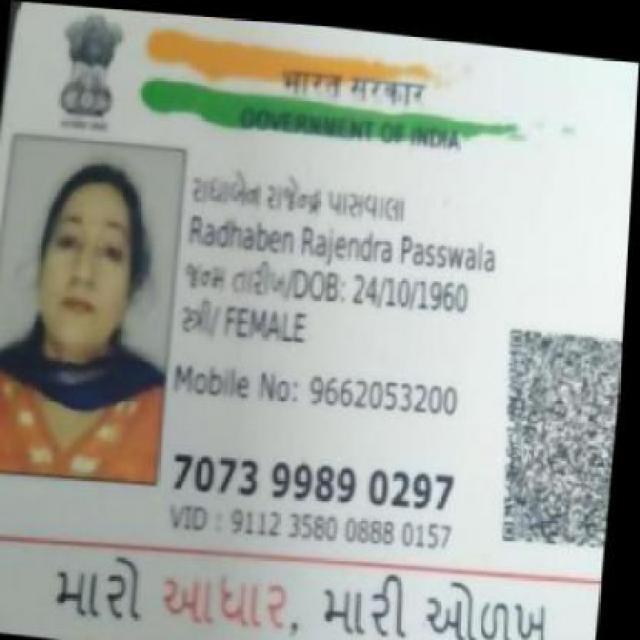 भारत सरकार
GOVERNMENT OF INDIA
રાધાબેન રાજેન્દ્ર પાસવાલા
Radhaben Rajendra Passwala
જન્મ તારીખ/DOB: 24/10/1960
સ્ત્રી/ FEMALE
Mobile No: 9662053200
7073 9989 0297
VID : 9112 3580 0888 0157
મારો આધાર, મારી ઓળખ